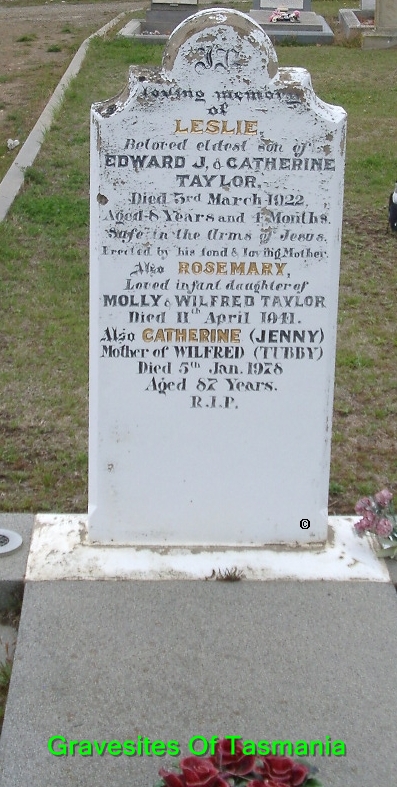 In
loving memory
of
LESLIE,
Beloved eldest son of
EDWARD J. & CATHERINE
TAYLOR.
Died 3rd March 1922,
Aged 8 Years and 4 Months.
Safe in the Arms of Jesus.
Erected by his fond & loving Mother.
Also ROSEMARY,
Loved infant daughter of
MOLLY & WILFRED TAYLOR
Died 11th April 1941.
Also CATHERINE (JENNY)
Mother of WILFRED (TUBBY)
Died 5th Jan. 1978
Aged 87 Years.
R.I.P.
©
Gravesites Of Tasmania